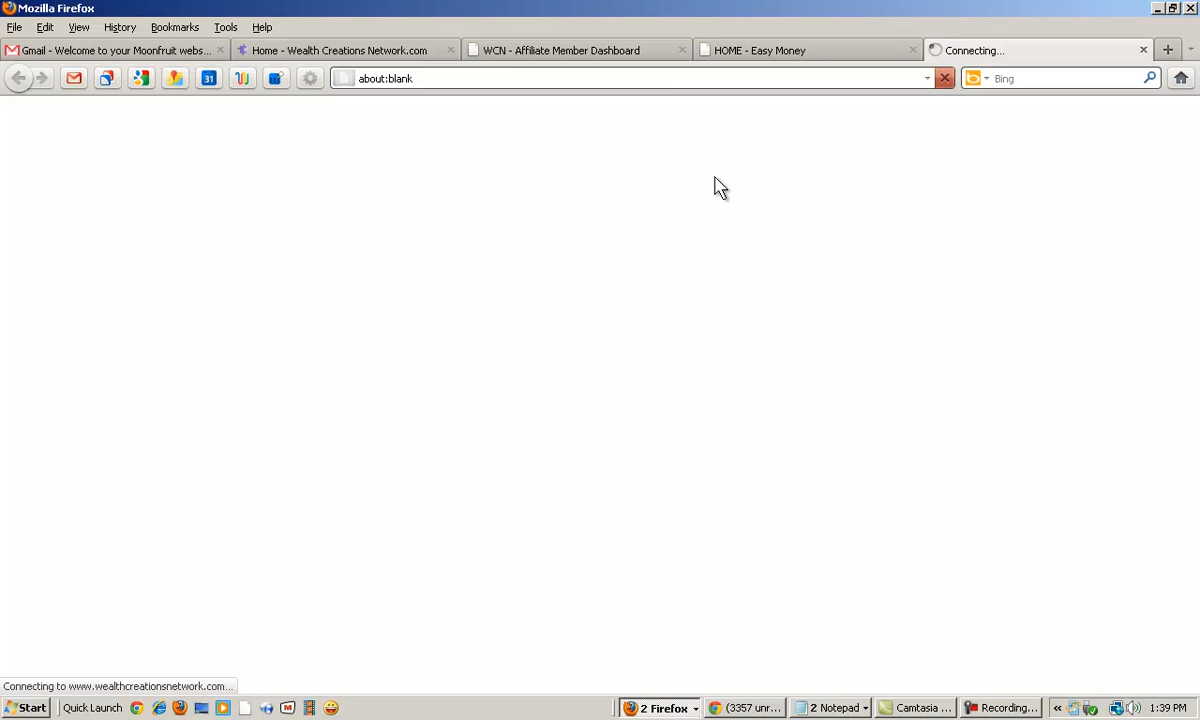 Mozilla Firefox
File Edit View History Bookmarks Tools Help
Gmail - Welcome to your Moonfruit webs... Home - Wealth Creations Network.com WCN - Affiliate Member Dashboard HOME - Easy Money Connecting...
31 about:blank Bing
Connecting to www.wealthcreationsnetwork.com...
Start Quick Launch 2 Firefox (3357 unr... 2 Notepad Camtasia ... Recording... « 1:39 PM